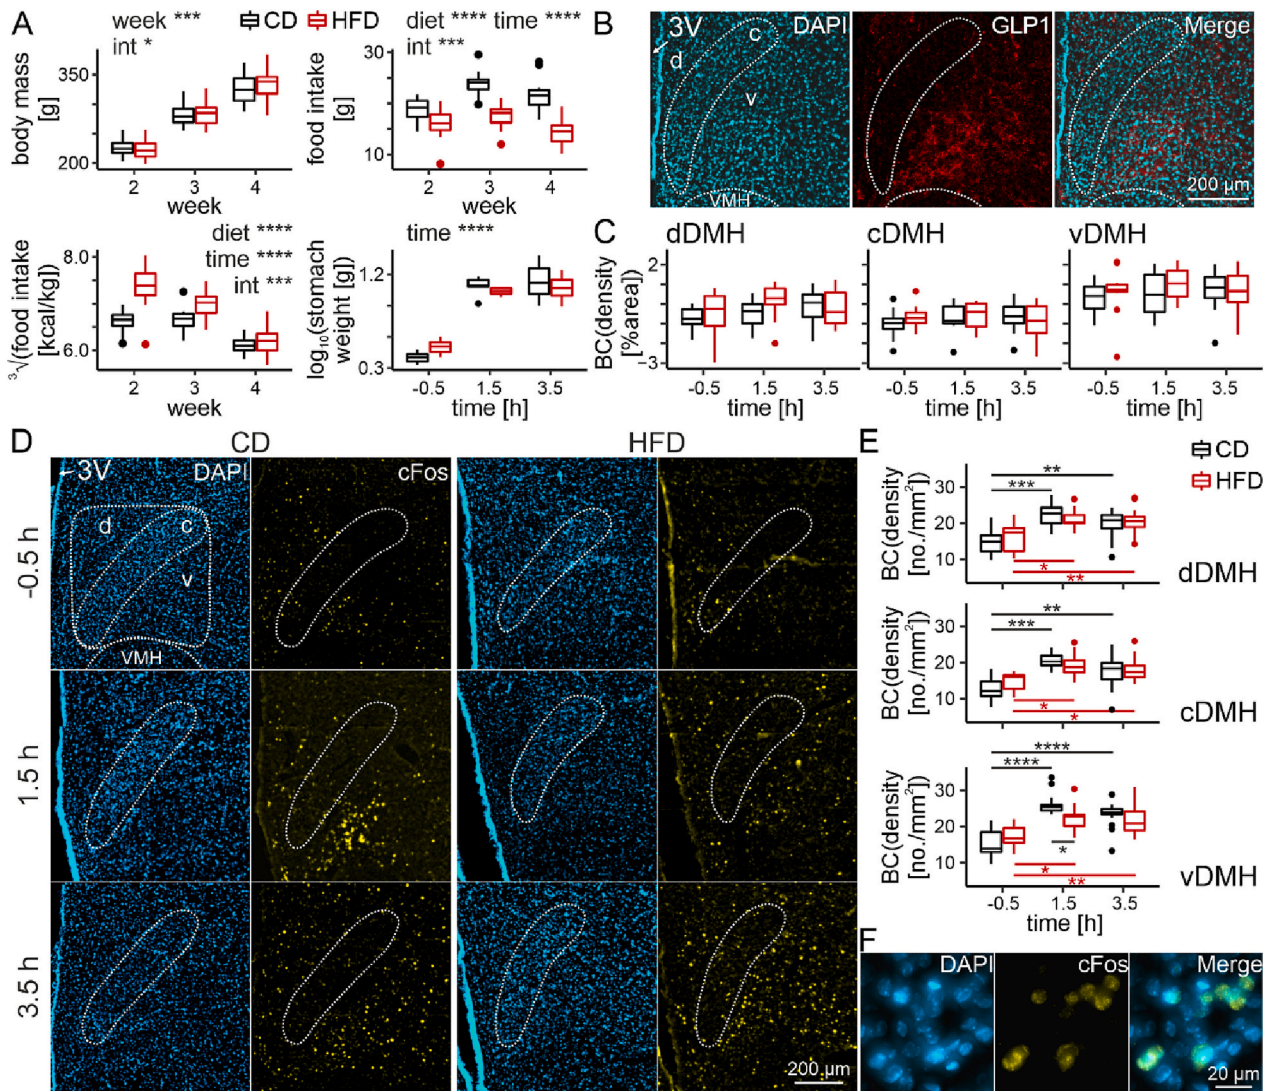 A
week ***
int *
CD HFD
body mass
[g]
350
200
2 3 4
week
diet **** time ****
int ***
food intake
[g]
30
10
2 3 4
week
diet ****
time ****
int ***
³√(food intake
[kcal/kg])
8.0
6.0
2 3 4
week
time ****
log₁₀(stomach
weight [g])
1.2
0.3
-0.5 1.5 3.5
time [h]
B
3V
d
c
v
VMH
DAPI
GLP1
Merge
200 µm
C
dDMH cDMH vDMH
BC(density
[%area])
2
−3
-0.5 1.5 3.5
time [h]
-0.5 1.5 3.5
time [h]
-0.5 1.5 3.5
time [h]
D
CD HFD
3V
DAPI
cFos
d
c
v
VMH
-0.5 h
1.5 h
3.5 h
200 µm
E
CD
HFD
BC(density
[no./mm²])
30
20
10
**
***
*
**
dDMH
BC(density
[no./mm²])
30
20
10
**
***
*
*
cDMH
BC(density
[no./mm²])
30
20
10
****
****
*
*
**
vDMH
-0.5 1.5 3.5
time [h]
F
DAPI
cFos
Merge
20 µm